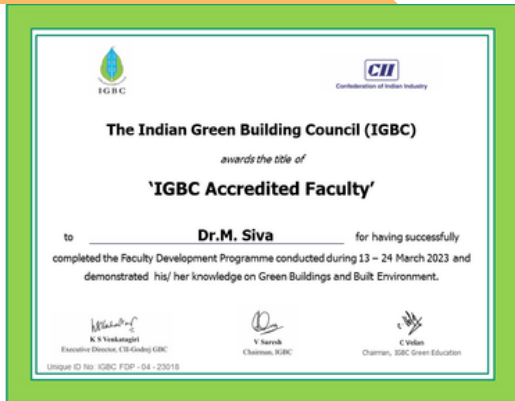 IGBC
CII
Confederation of Indian Industry
The Indian Green Building Council (IGBC)
awards the title of
‘IGBC Accredited Faculty’
to Dr.M. Siva for having successfully
completed the Faculty Development Programme conducted during 13 – 24 March 2023 and
demonstrated his/ her knowledge on Green Buildings and Built Environment.
K S Venkatagiri
Executive Director, CII-Godrej GBC
V Suresh
Chairman, IGBC
C Velan
Chairman, IGBC Green Education
Unique ID No: IGBC FDP - 04 - 23018